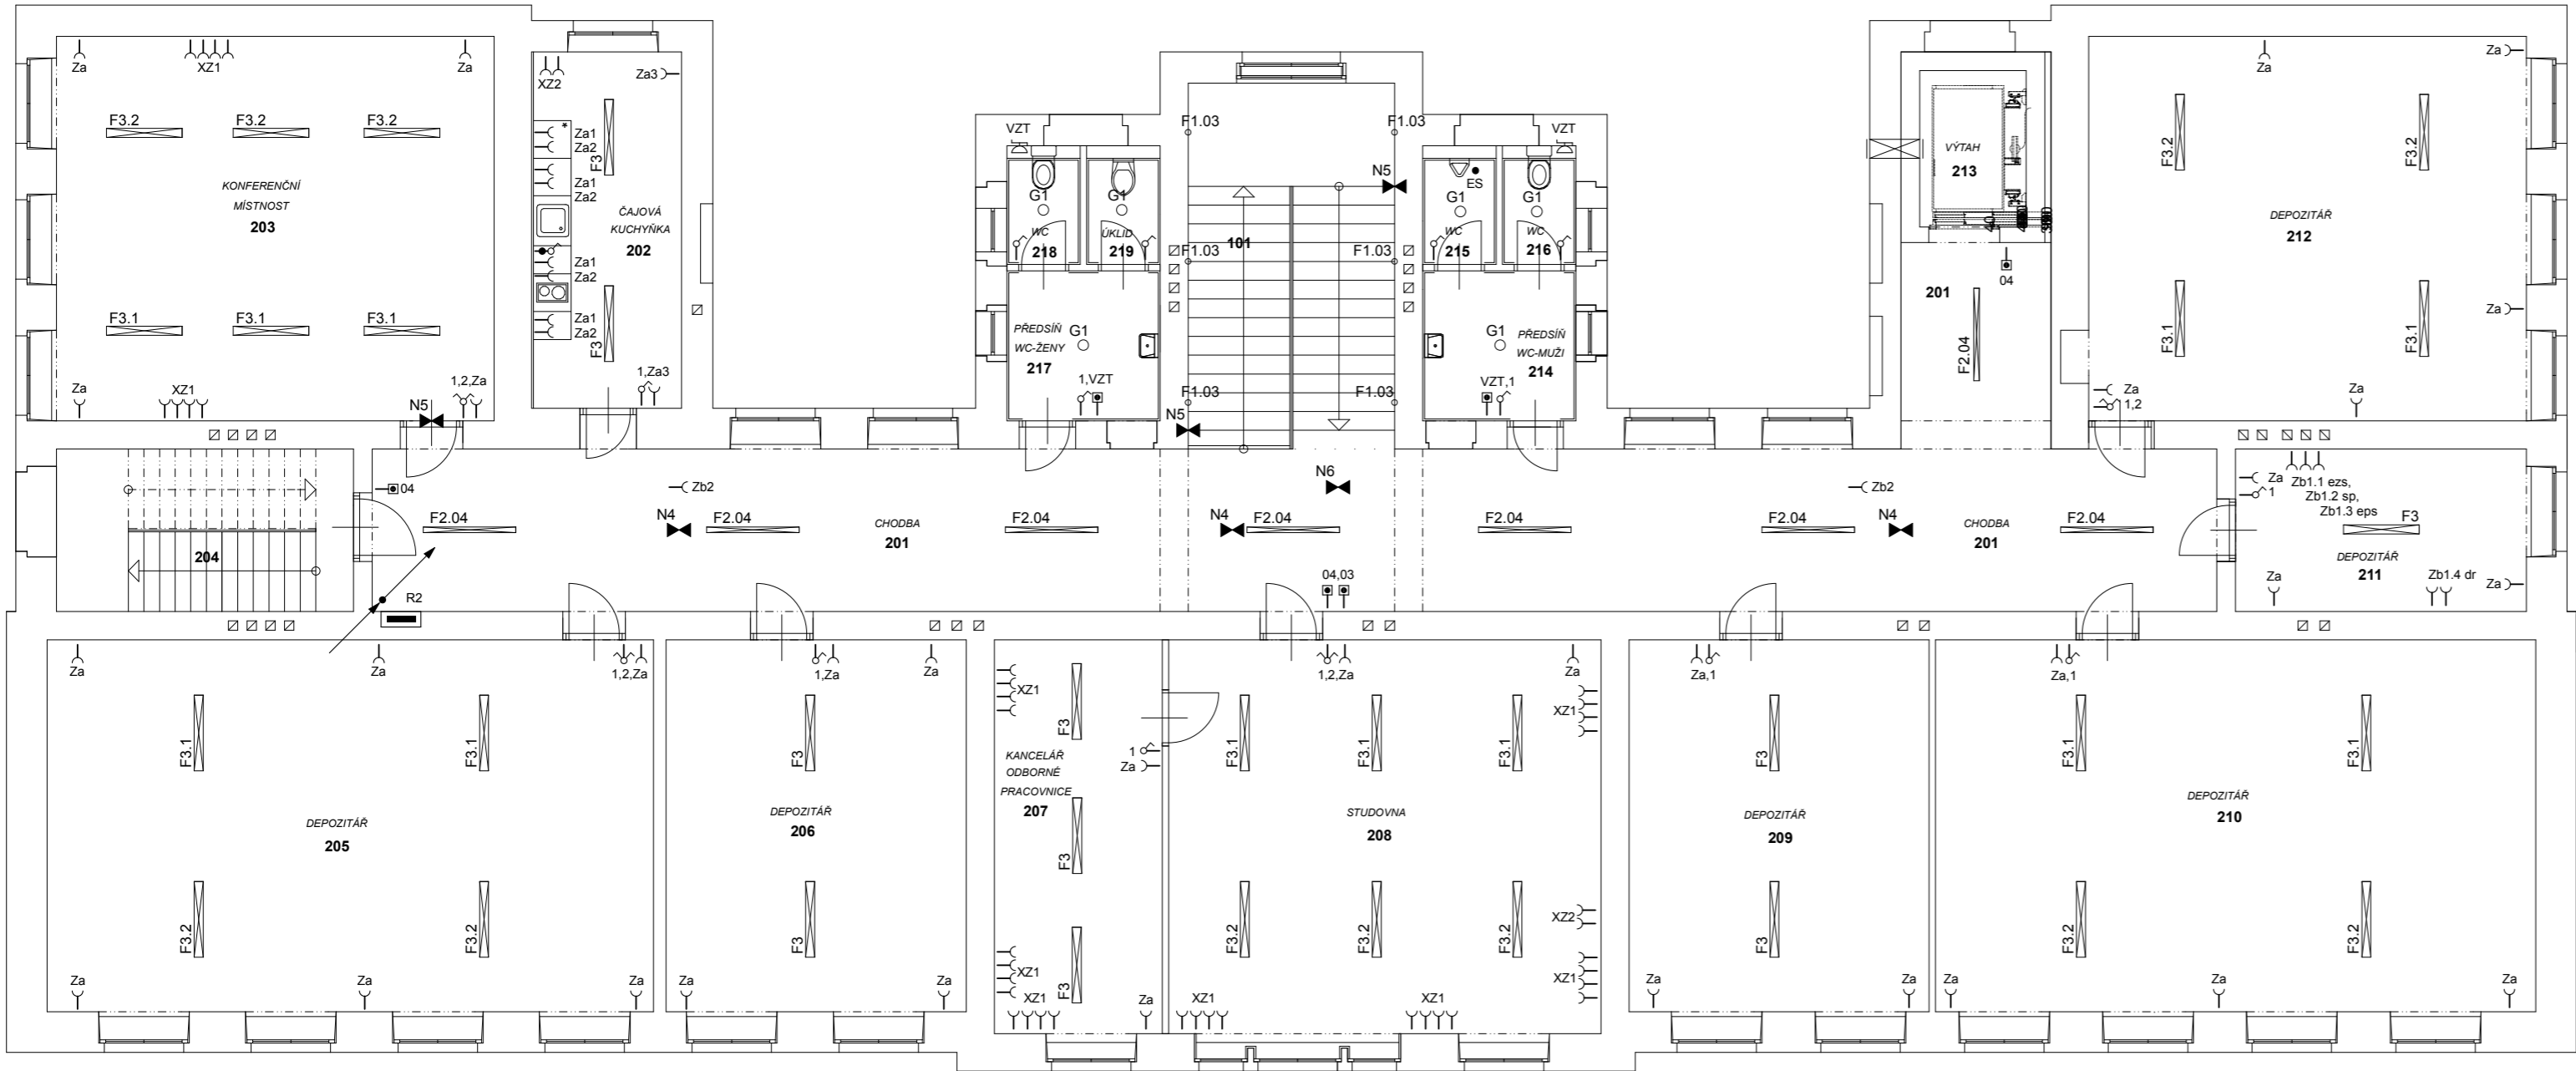 Za
XZ1
Za
F3.2
F3.2
F3.2
KONFERENČNÍ
MÍSTNOST
203
F3.1
F3.1
F3.1
Za
XZ1
1,2,Za
N5
XZ2
Za3
*
Za1
Za2
F3
Za1
Za2
ČAJOVÁ
KUCHYŇKA
202
Za1
Za2
Za1
Za2
F3
1,Za3
VZT
G1
WC
218
G1
ÚKLID
219
PŘEDSÍŇ
WC-ŽENY
217
G1
1,VZT
F1.03
F1.03
N5
F1.03
101
F1.03
F1.03
F1.03
N5
VZT
ES
G1
WC
215
G1
WC
216
G1
PŘEDSÍŇ
WC-MUŽI
214
VZT,1
VÝTAH
213
04
201
F2.04
Za
Za
F3.2
F3.2
DEPOZITÁŘ
212
F3.1
F3.1
Za
Za
1,2
Za
204
04
Zb2
F2.04
N4
F2.04
CHODBA
201
F2.04
N4
F2.04
N6
F2.04
Zb2
F2.04
N4
CHODBA
201
F2.04
04,03
R2
Za
1
Zb1.1 ezs,
Zb1.2 sp,
Zb1.3 eps
F3
DEPOZITÁŘ
211
Za
Zb1.4 dr
Za
Za
Za
1,2,Za
F3.1
F3.1
DEPOZITÁŘ
205
F3.2
F3.2
Za
Za
Za
1,Za
Za
F3
DEPOZITÁŘ
206
F3
Za
Za
XZ1
F3
1
Za
KANCELÁŘ
ODBORNÉ
PRACOVNICE
207
F3
XZ1
XZ1
F3
Za
1,2,Za
Za
XZ1
F3.1
F3.1
F3.1
STUDOVNA
208
F3.2
F3.2
F3.2
XZ2
XZ1
XZ1
XZ1
Za,1
F3
DEPOZITÁŘ
209
F3
Za
Za
Za,1
F3.1
F3.1
DEPOZITÁŘ
210
F3.2
F3.2
Za
Za
Za